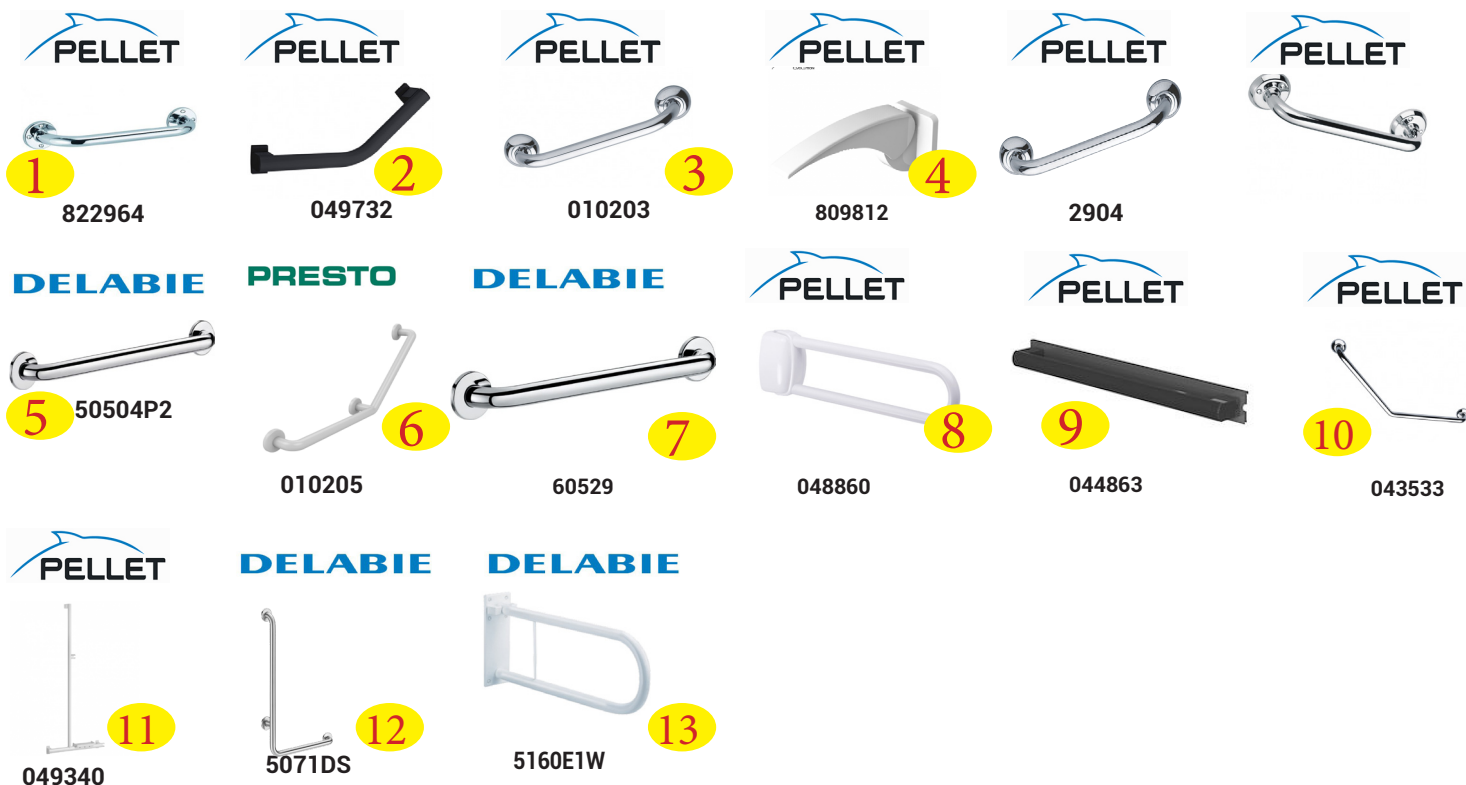 PELLET
PELLET
PELLET
PELLET
PELLET
PELLET
1
2
3
4
822964
049732
010203
809812
2904
DELABIE
PRESTO
DELABIE
PELLET
PELLET
PELLET
5
50504P2
6
7
8
9
10
010205
60529
048860
044863
043533
PELLET
DELABIE
DELABIE
11
12
13
049340
5071DS
5160E1W